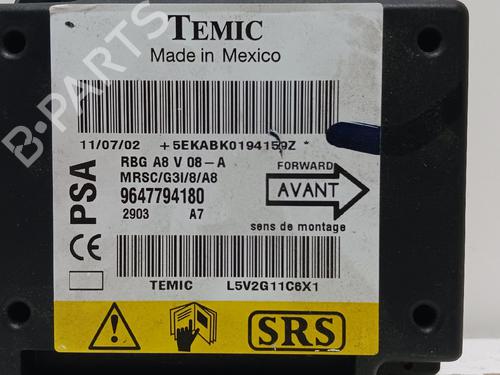 TEMIC
Made in Mexico
B-PARTS
11/07/02 +5EKABK0194159Z *
RBG A8 V 08-A
MRSC/G3I/8/A8
9647794180
2903 A7
PSA
CE
FORWARD
AVANT
sens de montage
TEMIC L5V2G11C6X1
SRS